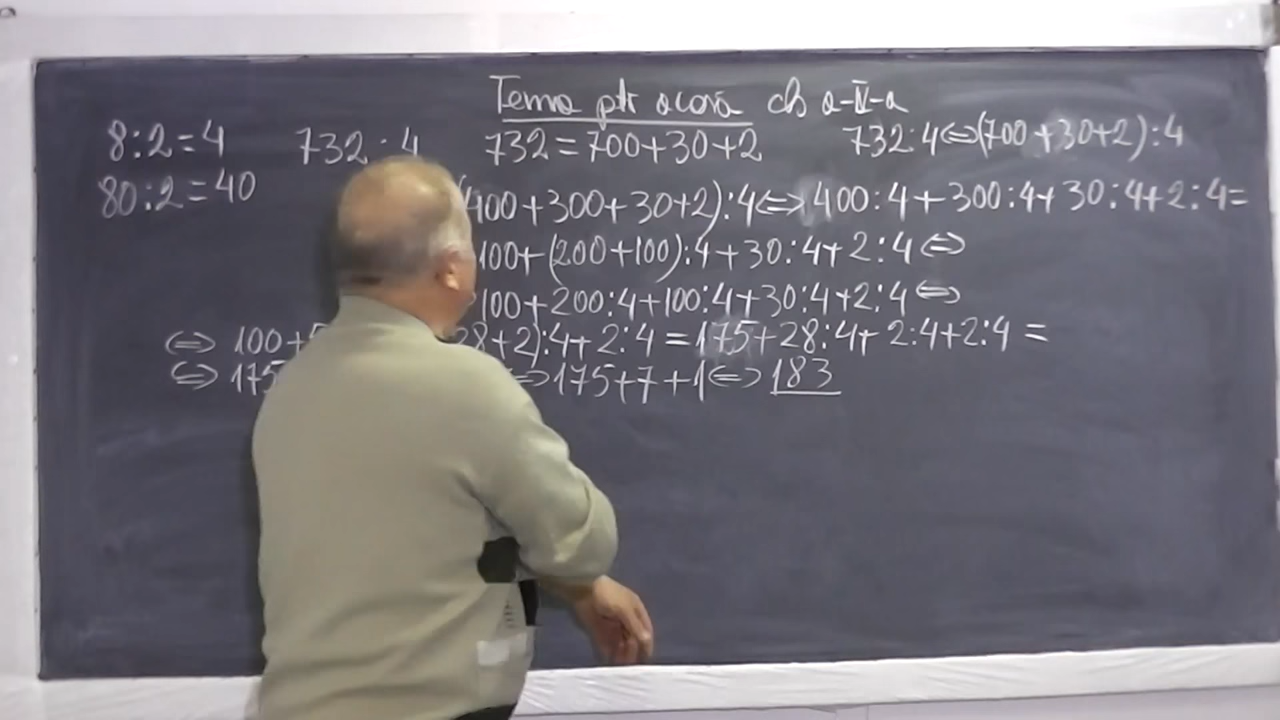 Tema ptr acasă cls a-IV-a
8:2=4 732:4 732=700+30+2 732:4⇔(700+30+2):4
80:2=40 (400+300+30+2):4⇔400:4+300:4+30:4+2:4=
100+(200+100):4+30:4+2:4⇔
100+200:4+100:4+30:4+2:4⇔
⇔ 100+ 28+2):4+2:4=175+28:4+2:4+2:4=
⇔ 175 ⇔175+7+1⇔183